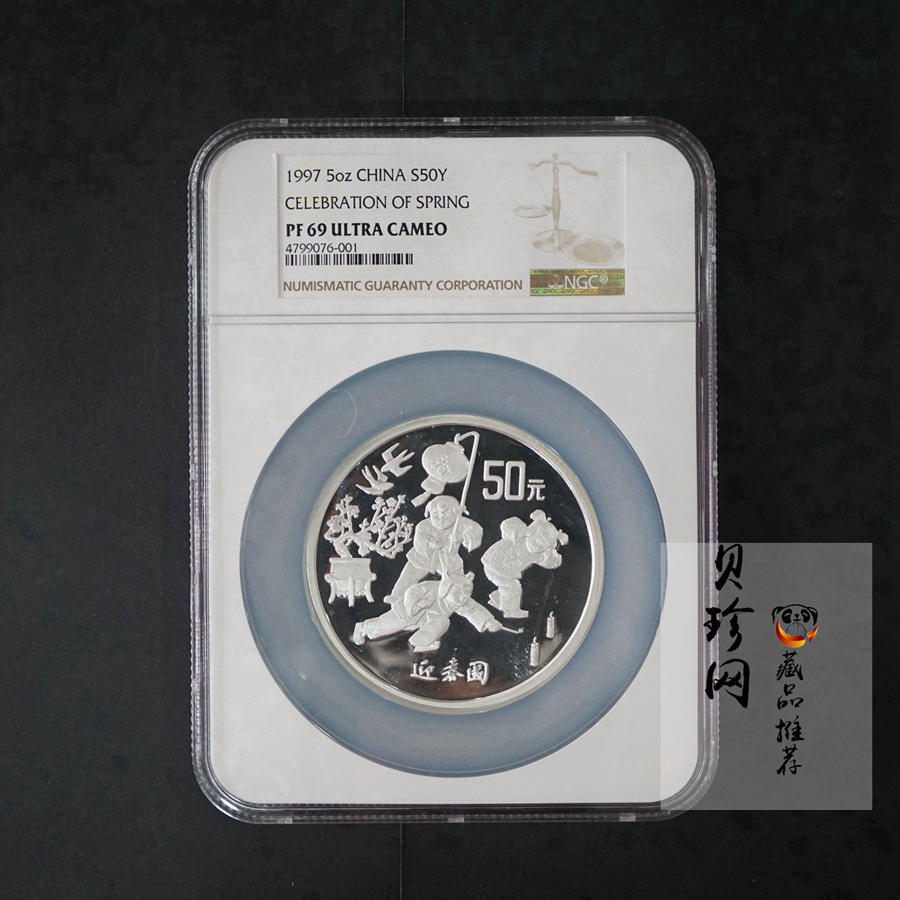 1997 5oz CHINA S50Y
CELEBRATION OF SPRING
PF 69 ULTRA CAMEO
4799076-001
NUMISMATIC GUARANTY CORPORATION
NGC®
50元
迎春图
贝珍网
藏品推荐